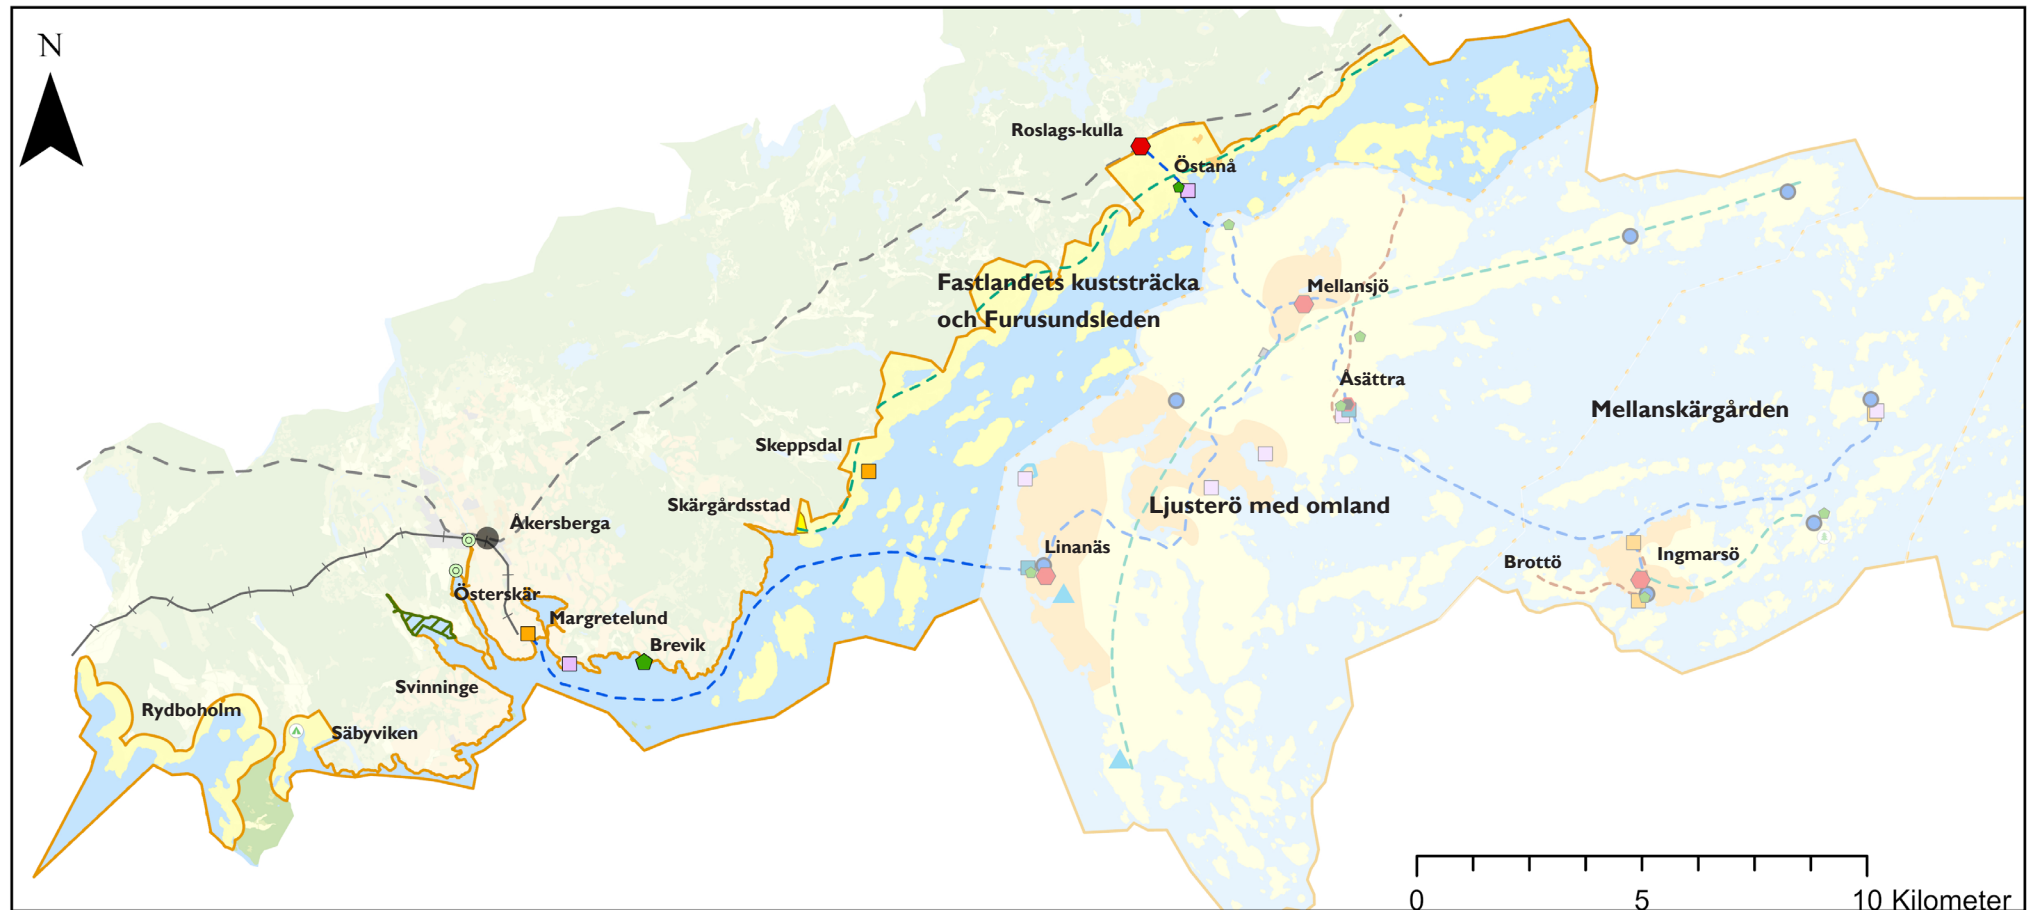 N
Roslags-kulla
Östanå
Fastlandets kuststräcka
och Furusundsleden
Mellansjö
Åsättra
Mellanskärgården
Skeppsdal
Skärgårdsstad
Ljusterö med omland
Åkersberga
Linanäs
Ingmarsö
Brottö
Österskär
Margretelund
Brevik
Svinninge
Rydboholm
Säbyviken
0 5 10 Kilometer